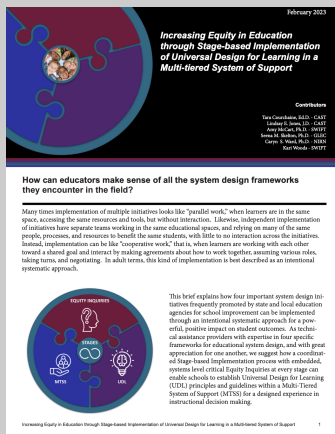 February 2023
Increasing Equity in Education
through Stage-based Implementation
of Universal Design for Learning in a
Multi-tiered System of Support
Contributors
Tara Courchaine, Ed.D. - CAST
Lindsay E. Jones, J.D. - CAST
Amy McCart, Ph.D. - SWIFT
Seena M. Skelton, Ph.D. - GLEC
Caryn S. Ward, Ph.D. - NIRN
Kari Woods - SWIFT
How can educators make sense of all the system design frameworks
they encounter in the field?
Many times implementation of multiple initiatives looks like "parallel work," when learners are in the same
space, accessing the same resources and tools, but without interaction. Likewise, independent implementation
of initiatives have separate teams working in the same educational spaces, and relying on many of the same
people, processes, and resources to benefit the same students, with little to no interaction across the initiatives.
Instead, implementation can be like "cooperative work," that is, when learners are working with each other
toward a shared goal and interact by making agreements about how to work together, assuming various roles,
taking turns, and negotiating. In adult terms, this kind of implementation is best described as an intentional
systematic approach.
EQUITY INQUIRIES
STAGES
MTSS
UDL
This brief explains how four important system design ini-
tiatives frequently promoted by state and local education
agencies for school improvement can be implemented
through an intentional systematic approach for a pow-
erful, positive impact on student outcomes. As techni-
cal assistance providers with expertise in four specific
frameworks for educational system design, and with great
appreciation for one another, we suggest how a coordinat-
ed Stage-based Implementation process with embedded,
systems level critical Equity Inquiries at every stage can
enable schools to establish Universal Design for Learning
(UDL) principles and guidelines within a Multi-Tiered
System of Support (MTSS) for a designed experience in
instructional decision making.
Increasing Equity in Education through Stage-based Implementation of Universal Design for Learning in a Multi-tiered System of Support 1